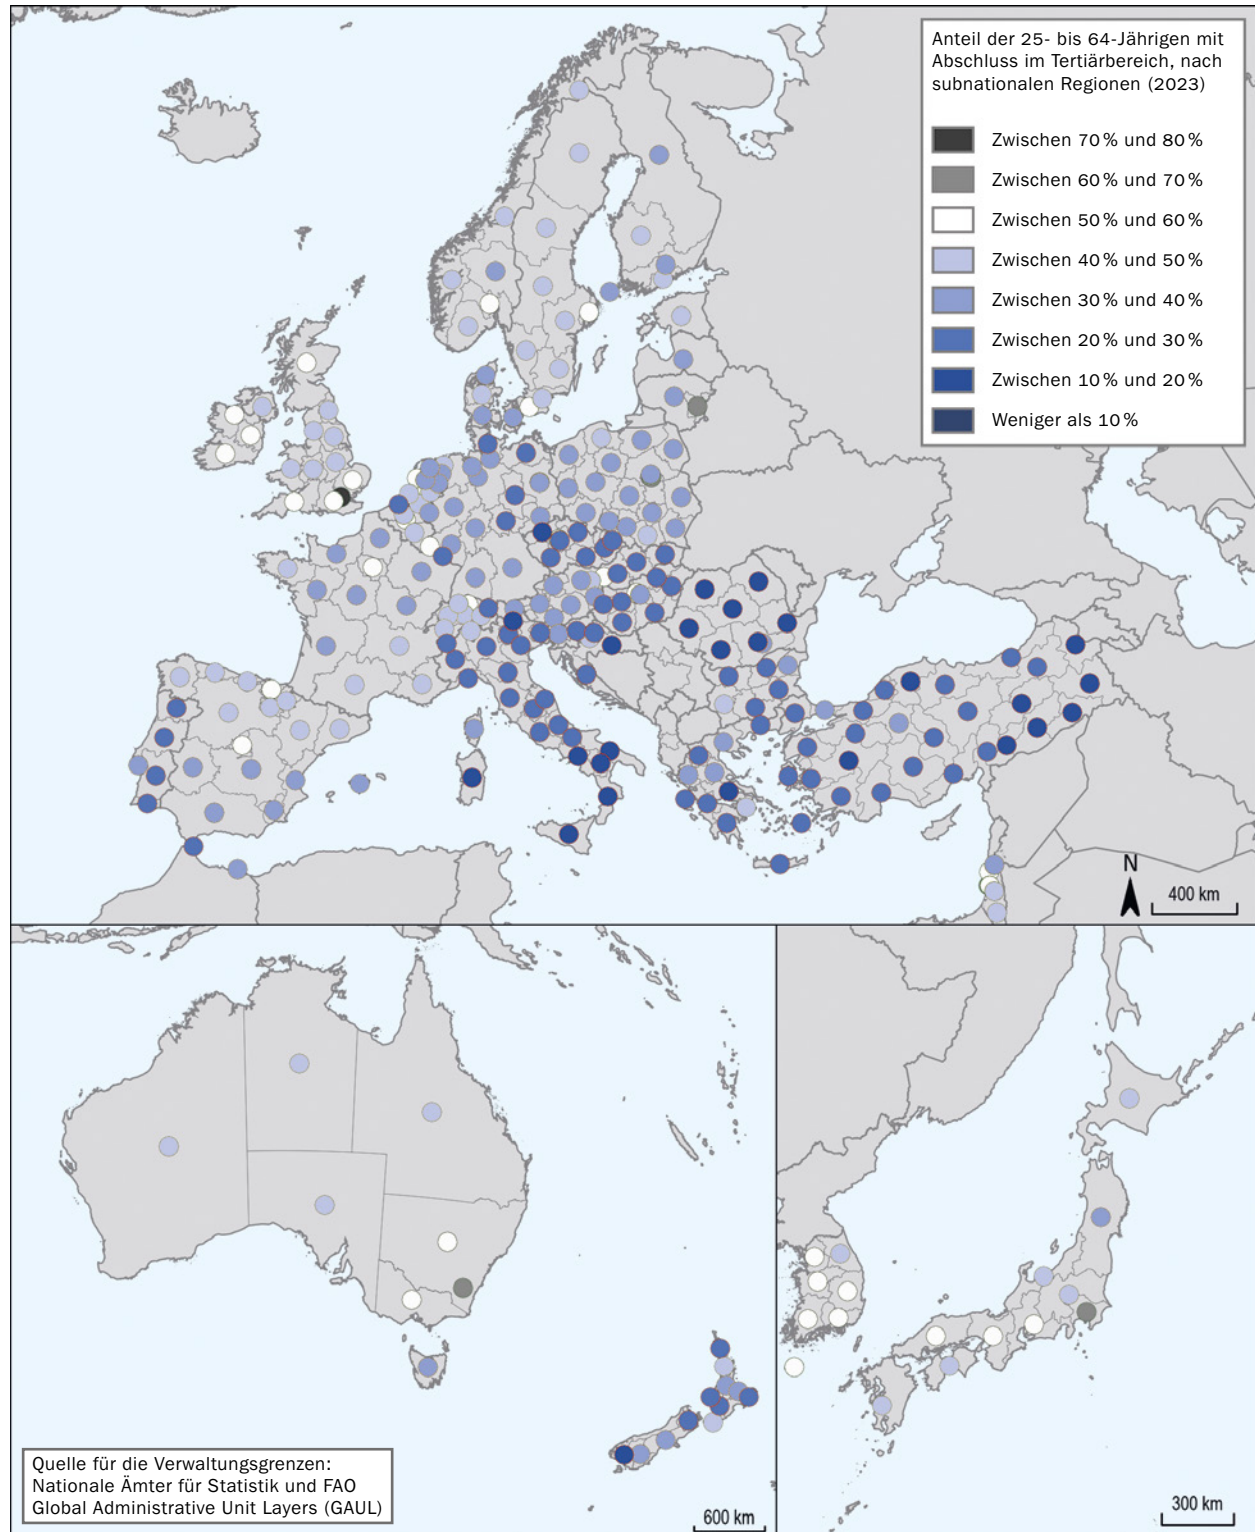 Anteil der 25- bis 64-Jährigen mit
Abschluss im Tertiärbereich, nach
subnationalen Regionen (2023)
Zwischen 70 % und 80 %
Zwischen 60 % und 70 %
Zwischen 50 % und 60 %
Zwischen 40 % und 50 %
Zwischen 30 % und 40 %
Zwischen 20 % und 30 %
Zwischen 10 % und 20 %
Weniger als 10 %
N
400 km
Quelle für die Verwaltungsgrenzen:
Nationale Ämter für Statistik und FAO
Global Administrative Unit Layers (GAUL)
600 km
300 km